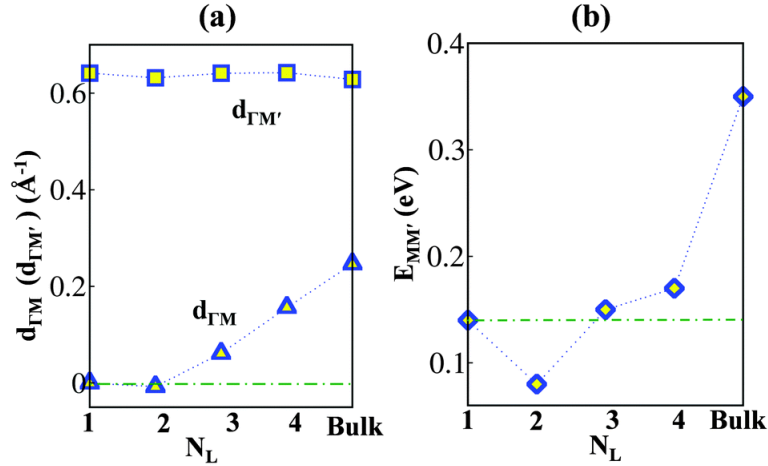 (a)
d_ΓM (d_ΓM′) (Å⁻¹)
0.6
0.4
0.2
0
d_ΓM′
d_ΓM
1 2 3 4 Bulk
N_L
(b)
E_MM′ (eV)
0.4
0.3
0.2
0.1
1 2 3 4 Bulk
N_L